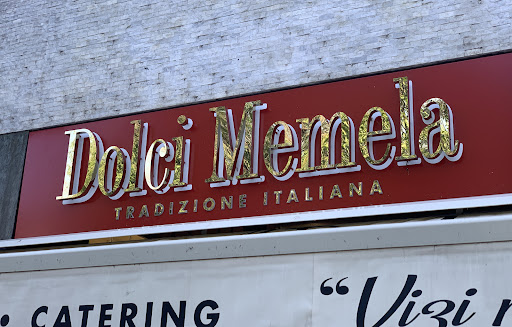 Dolci Memela
TRADIZIONE ITALIANA
• CATERING "Vizi